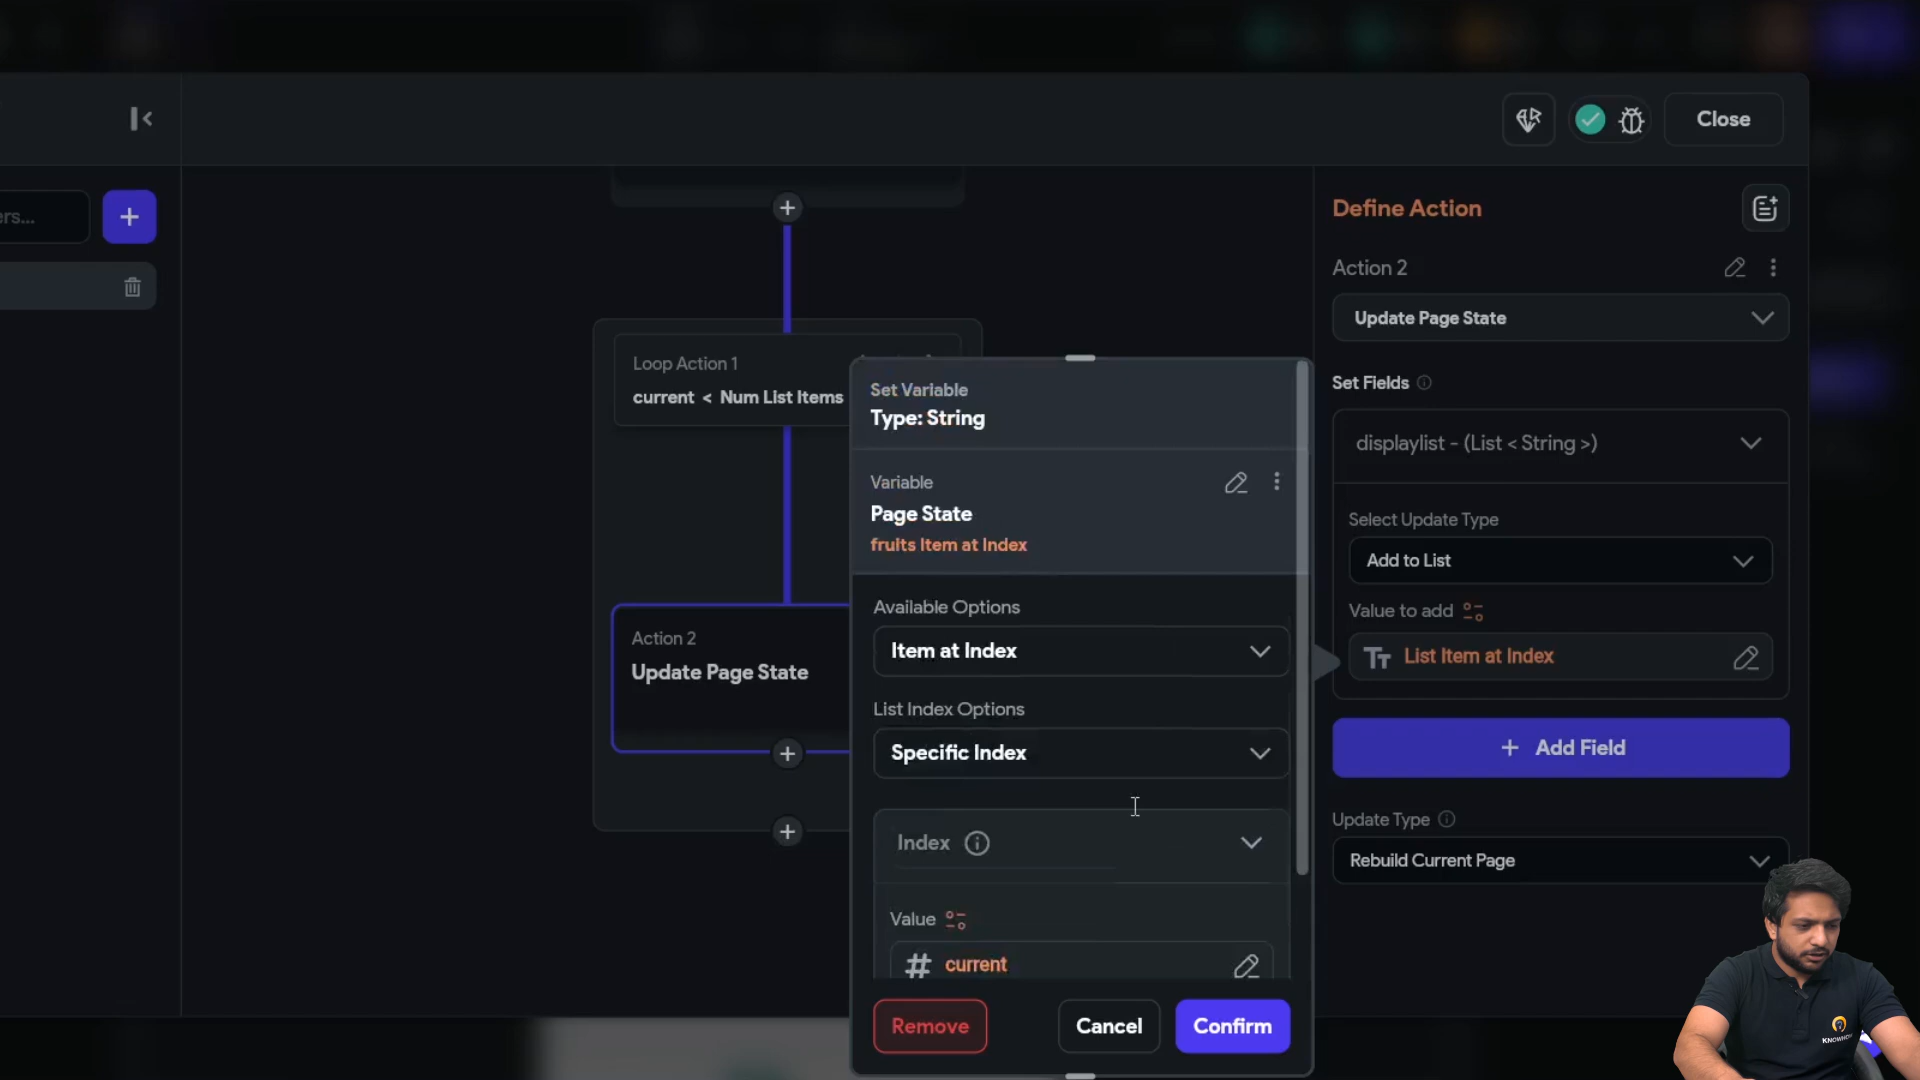 Close
ers...
Define Action
Action 2
Update Page State
Set Fields
displaylist - (List < String >)
Select Update Type
Add to List
Value to add
List Item at Index
+ Add Field
Update Type
Rebuild Current Page
Loop Action 1
current < Num List Items
Action 2
Update Page State
Set Variable
Type: String
Variable
Page State
fruits Item at Index
Available Options
Item at Index
List Index Options
Specific Index
Index
Value
# current
Remove
Cancel
Confirm